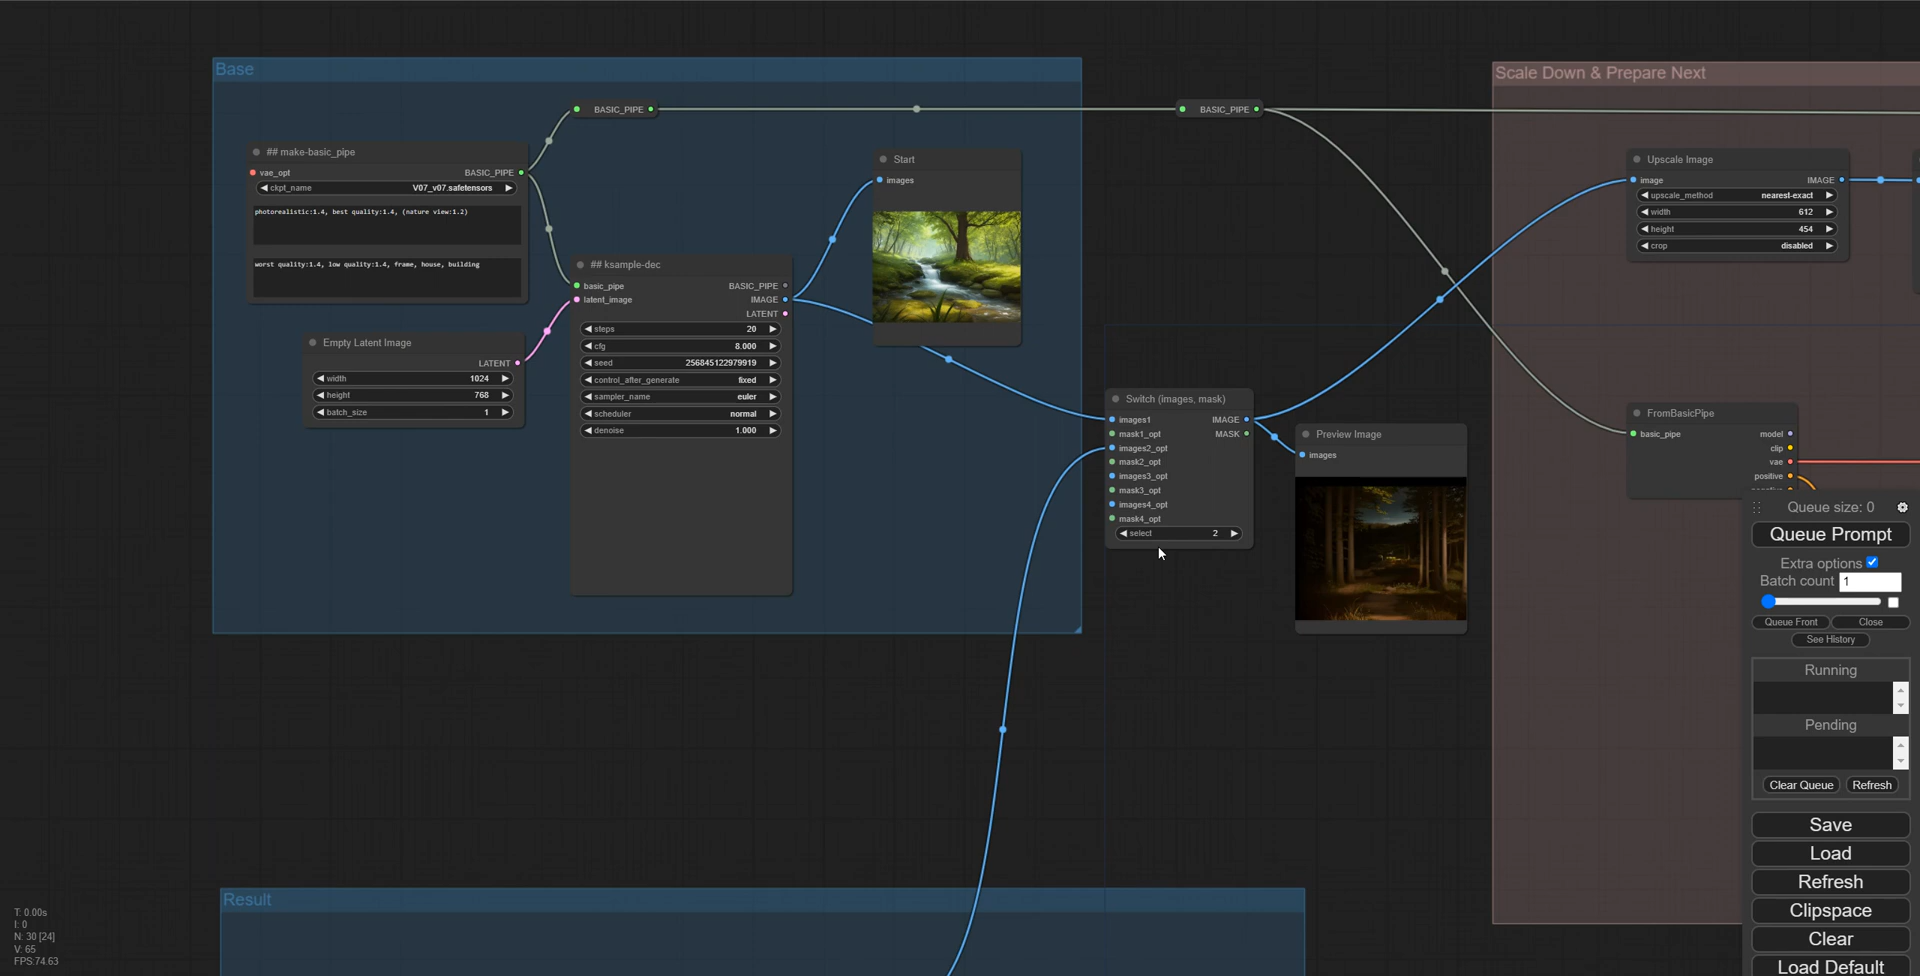 Base
Scale Down & Prepare Next
BASIC_PIPE
BASIC_PIPE
## make-basic_pipe
vae_opt BASIC_PIPE
ckpt_name V07_v07.safetensors
photorealistic:1.4, best quality:1.4, (nature view:1.2)
worst quality:1.4, low quality:1.4, frame, house, building
Empty Latent Image
LATENT
width 1024
height 768
batch_size 1
## ksample-dec
basic_pipe BASIC_PIPE
latent_image IMAGE
LATENT
steps 20
cfg 8.000
seed 256845122979919
control_after_generate fixed
sampler_name euler
scheduler normal
denoise 1.000
Start
images
Switch (images, mask)
images1 IMAGE
mask1_opt MASK
images2_opt
mask2_opt
images3_opt
mask3_opt
images4_opt
mask4_opt
select 2
Preview Image
images
Upscale Image
image IMAGE
upscale_method nearest-exact
width 612
height 454
crop disabled
FromBasicPipe
basic_pipe model
clip
vae
positive
Queue size: 0
Queue Prompt
Extra options
Batch count 1
Queue Front Close
See History
Running
Pending
Clear Queue Refresh
Save
Load
Refresh
Clipspace
Clear
Load Default
Result
T: 0.00s
I: 0
N: 30 [24]
V: 65
FPS:74.63